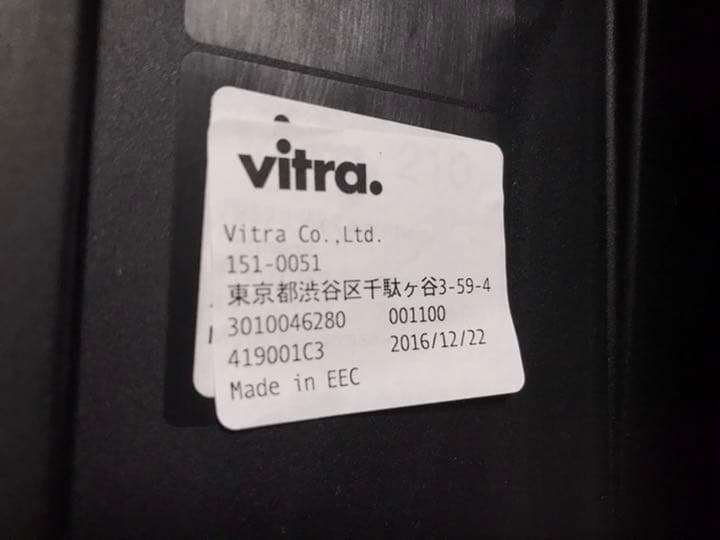 vitra.
Vitra Co.,Ltd.
151-0051
東京都渋谷区千駄ヶ谷3-59-4
3010046280 001100
419001C3 2016/12/22
Made in EEC